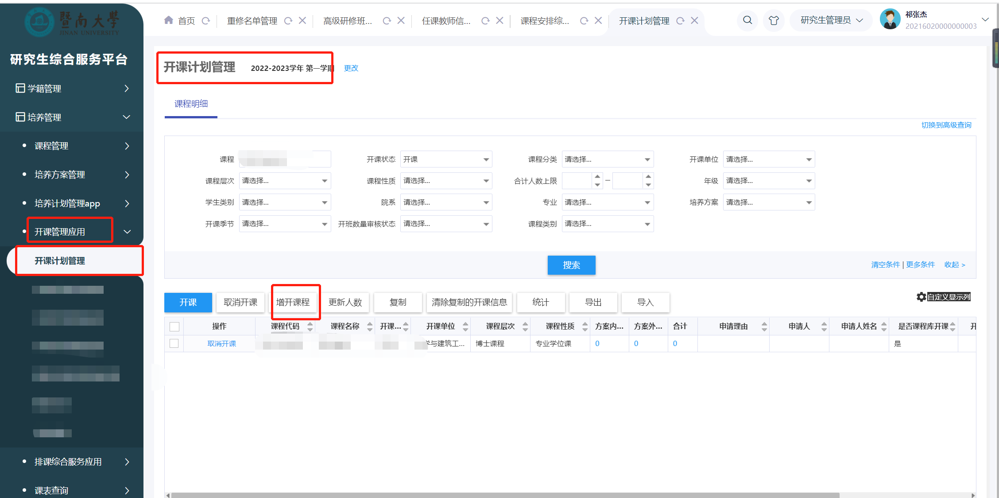 暨南大學
JINAN UNIVERSITY
研究生综合服务平台
学籍管理
培养管理
课程管理
培养方案管理
培养计划管理app
开课管理应用
开课计划管理
排课综合服务应用
课表查询
首页 重修名单管理 高级研修班... 任课教师信... 课程安排综... 开课计划管理
研究生管理员
祁张杰
20216020000000003
开课计划管理 2022-2023学年 第一学期 更改
课程明细
切换到高级查询
课程 开课状态 开课 课程分类 请选择... 开课单位 请选择...
课程层次 请选择... 课程性质 请选择... 合计人数上限 – 年级 请选择...
学生类别 请选择... 院系 请选择... 专业 请选择... 培养方案 请选择...
开课季节 请选择... 开班数量审核状态 请选择... 课程类别 请选择...
搜索
清空条件 | 更多条件 收起 >
开课 取消开课 增开课程 更新人数 复制 清除复制的开课信息 统计 导出 导入
自定义显示列
操作 课程代码 课程名称 开课... 开课单位 课程层次 课程性质 方案内... 方案外... 合计 申请理由 申请人 申请人姓名 是否课程库开课 开
取消开课 学与建筑工... 博士课程 专业学位课 0 0 0 是